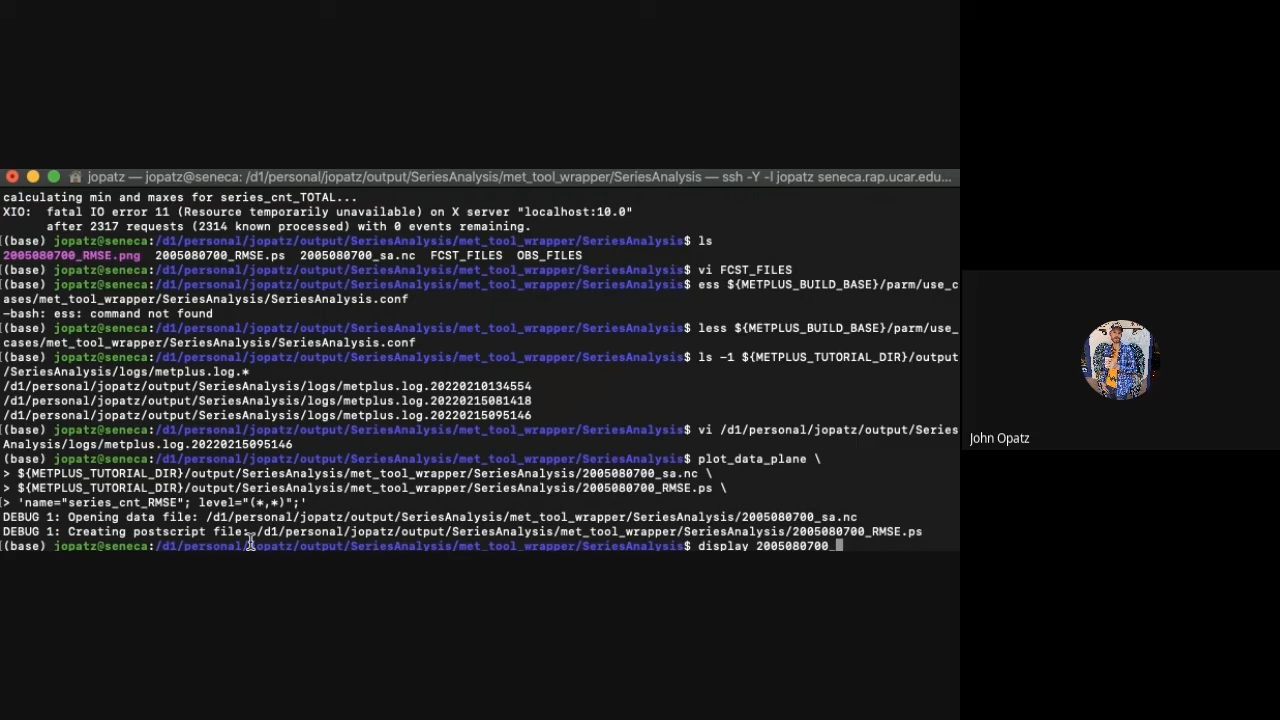 jopatz — jopatz@seneca: /d1/personal/jopatz/output/SeriesAnalysis/met_tool_wrapper/SeriesAnalysis — ssh -Y -l jopatz seneca.rap.ucar.edu...
calculating min and maxes for series_cnt_TOTAL...
XIO:  fatal IO error 11 (Resource temporarily unavailable) on X server "localhost:10.0"
      after 2317 requests (2314 known processed) with 0 events remaining.
[(base) jopatz@seneca:/d1/personal/jopatz/output/SeriesAnalysis/met_tool_wrapper/SeriesAnalysis$ ls
2005080700_RMSE.png  2005080700_RMSE.ps  2005080700_sa.nc  FCST_FILES  OBS_FILES
[(base) jopatz@seneca:/d1/personal/jopatz/output/SeriesAnalysis/met_tool_wrapper/SeriesAnalysis$ vi FCST_FILES
[(base) jopatz@seneca:/d1/personal/jopatz/output/SeriesAnalysis/met_tool_wrapper/SeriesAnalysis$ ess ${METPLUS_BUILD_BASE}/parm/use_c
ases/met_tool_wrapper/SeriesAnalysis/SeriesAnalysis.conf
-bash: ess: command not found
[(base) jopatz@seneca:/d1/personal/jopatz/output/SeriesAnalysis/met_tool_wrapper/SeriesAnalysis$ less ${METPLUS_BUILD_BASE}/parm/use_
cases/met_tool_wrapper/SeriesAnalysis/SeriesAnalysis.conf
[(base) jopatz@seneca:/d1/personal/jopatz/output/SeriesAnalysis/met_tool_wrapper/SeriesAnalysis$ ls -1 ${METPLUS_TUTORIAL_DIR}/output
/SeriesAnalysis/logs/metplus.log.*
/d1/personal/jopatz/output/SeriesAnalysis/logs/metplus.log.20220210134554
/d1/personal/jopatz/output/SeriesAnalysis/logs/metplus.log.20220215081418
/d1/personal/jopatz/output/SeriesAnalysis/logs/metplus.log.20220215095146
[(base) jopatz@seneca:/d1/personal/jopatz/output/SeriesAnalysis/met_tool_wrapper/SeriesAnalysis$ vi /d1/personal/jopatz/output/Series
Analysis/logs/metplus.log.20220215095146
(base) jopatz@seneca:/d1/personal/jopatz/output/SeriesAnalysis/met_tool_wrapper/SeriesAnalysis$ plot_data_plane \
> ${METPLUS_TUTORIAL_DIR}/output/SeriesAnalysis/met_tool_wrapper/SeriesAnalysis/2005080700_sa.nc \
> ${METPLUS_TUTORIAL_DIR}/output/SeriesAnalysis/met_tool_wrapper/SeriesAnalysis/2005080700_RMSE.ps \
[> 'name="series_cnt_RMSE"; level="(*,*)";'
DEBUG 1: Opening data file: /d1/personal/jopatz/output/SeriesAnalysis/met_tool_wrapper/SeriesAnalysis/2005080700_sa.nc
DEBUG 1: Creating postscript file: /d1/personal/jopatz/output/SeriesAnalysis/met_tool_wrapper/SeriesAnalysis/2005080700_RMSE.ps
(base) jopatz@seneca:/d1/personal/jopatz/output/SeriesAnalysis/met_tool_wrapper/SeriesAnalysis$ display 2005080700_
John Opatz